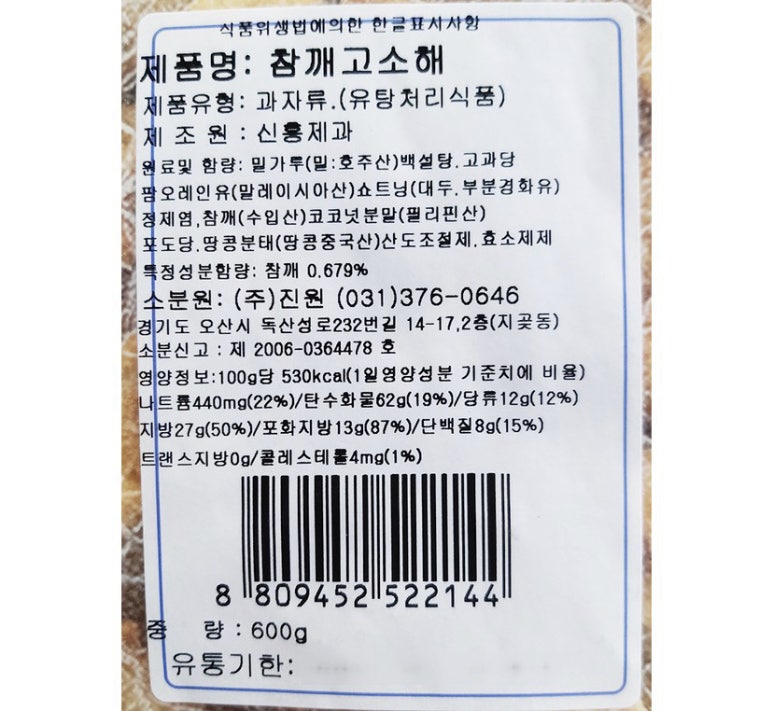 식품위생법에의한 한글표시사항
제품명: 참깨고소해
제품유형: 과자류.(유탕처리식품)
제 조 원 : 신흥제과
원료및 함량: 밀가루(밀:호주산)백설탕.고과당
팜오레인유(말레이시아산)쇼트닝(대두.부분경화유)
정제염,참깨(수입산)코코넛분말(필리핀산)
포도당.땅콩분태(땅콩중국산)산도조절제.효소제제
특정성분함량: 참깨 0.679%
소분원: (주)진원 (031)376-0646
경기도 오산시 독산성로232번길 14-17,2층(지곶동)
소분신고 : 제 2006-0364478 호
영양정보:100g당 530kcal(1일영양성분 기준치에 비율)
나트륨440mg(22%)/탄수화물62g(19%)/당류12g(12%)
지방27g(50%)/포화지방13g(87%)/단백질8g(15%)
트랜스지방0g/콜레스테롤4mg(1%)
8 809452 522144
중 량 : 600g
유통기한: